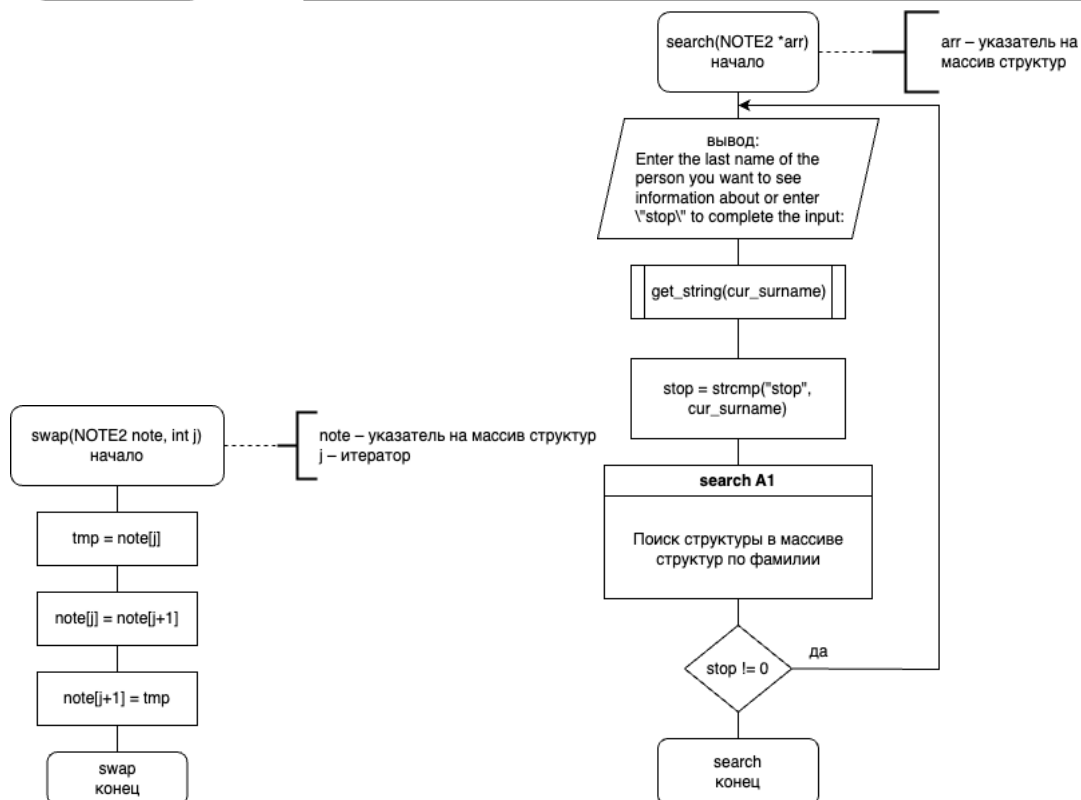 search(NOTE2 *arr)
начало
arr – указатель на
массив структур
вывод:
Enter the last name of the
person you want to see
information about or enter
\"stop\" to complete the input:
get_string(cur_surname)
stop = strcmp("stop",
cur_surname)
search A1
Поиск структуры в массиве
структур по фамилии
stop != 0
да
search
конец
swap(NOTE2 note, int j)
начало
note – указатель на массив структур
j – итератор
tmp = note[j]
note[j] = note[j+1]
note[j+1] = tmp
swap
конец